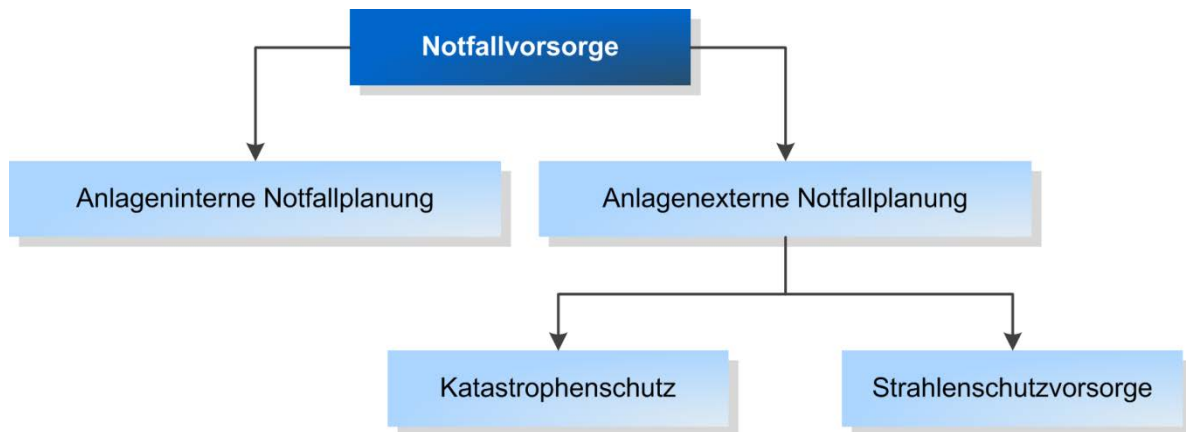 Notfallvorsorge
Anlageninterne Notfallplanung
Anlagenexterne Notfallplanung
Katastrophenschutz
Strahlenschutzvorsorge